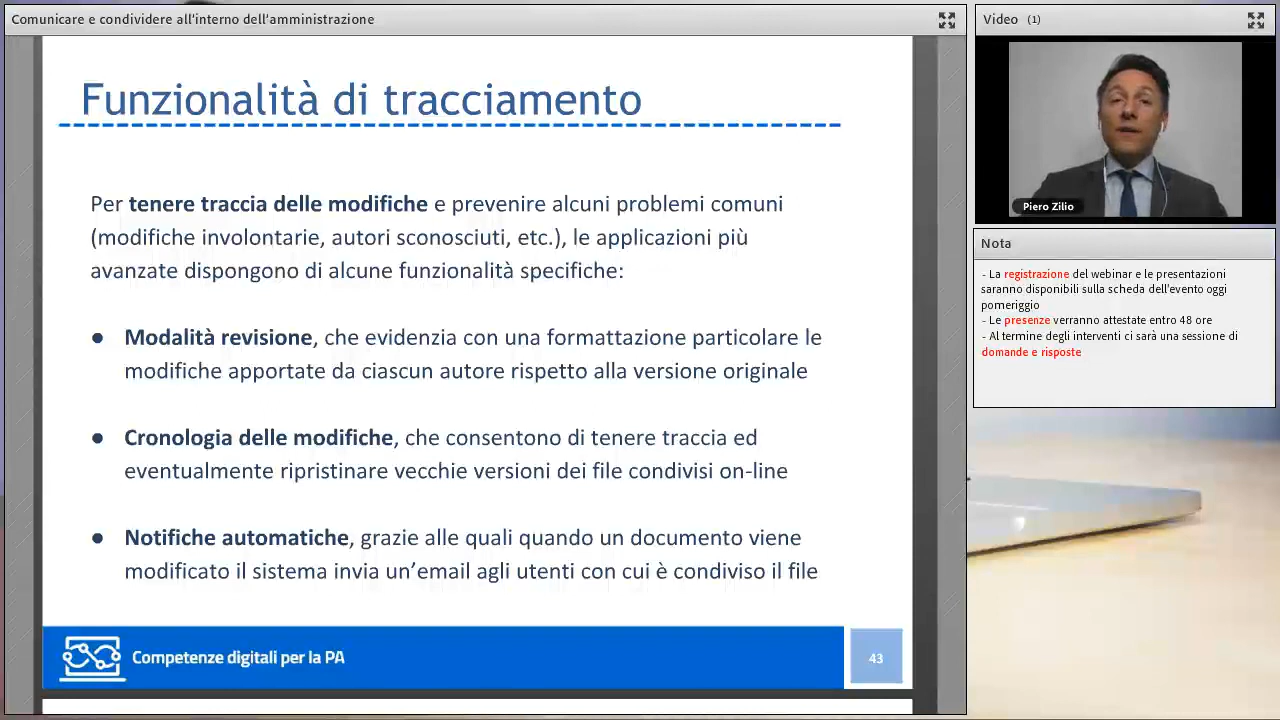 Comunicare e condividere all'interno dell'amministrazione
Funzionalità di tracciamento
Per tenere traccia delle modifiche e prevenire alcuni problemi comuni
(modifiche involontarie, autori sconosciuti, etc.), le applicazioni più
avanzate dispongono di alcune funzionalità specifiche:
● Modalità revisione, che evidenzia con una formattazione particolare le
modifiche apportate da ciascun autore rispetto alla versione originale
● Cronologia delle modifiche, che consentono di tenere traccia ed
eventualmente ripristinare vecchie versioni dei file condivisi on-line
● Notifiche automatiche, grazie alle quali quando un documento viene
modificato il sistema invia un'email agli utenti con cui è condiviso il file
Competenze digitali per la PA
43
Video (1)
Piero Zilio
Nota
- La registrazione del webinar e le presentazioni
saranno disponibili sulla scheda dell'evento oggi
pomeriggio
- Le presenze verranno attestate entro 48 ore
- Al termine degli interventi ci sarà una sessione di
domande e risposte